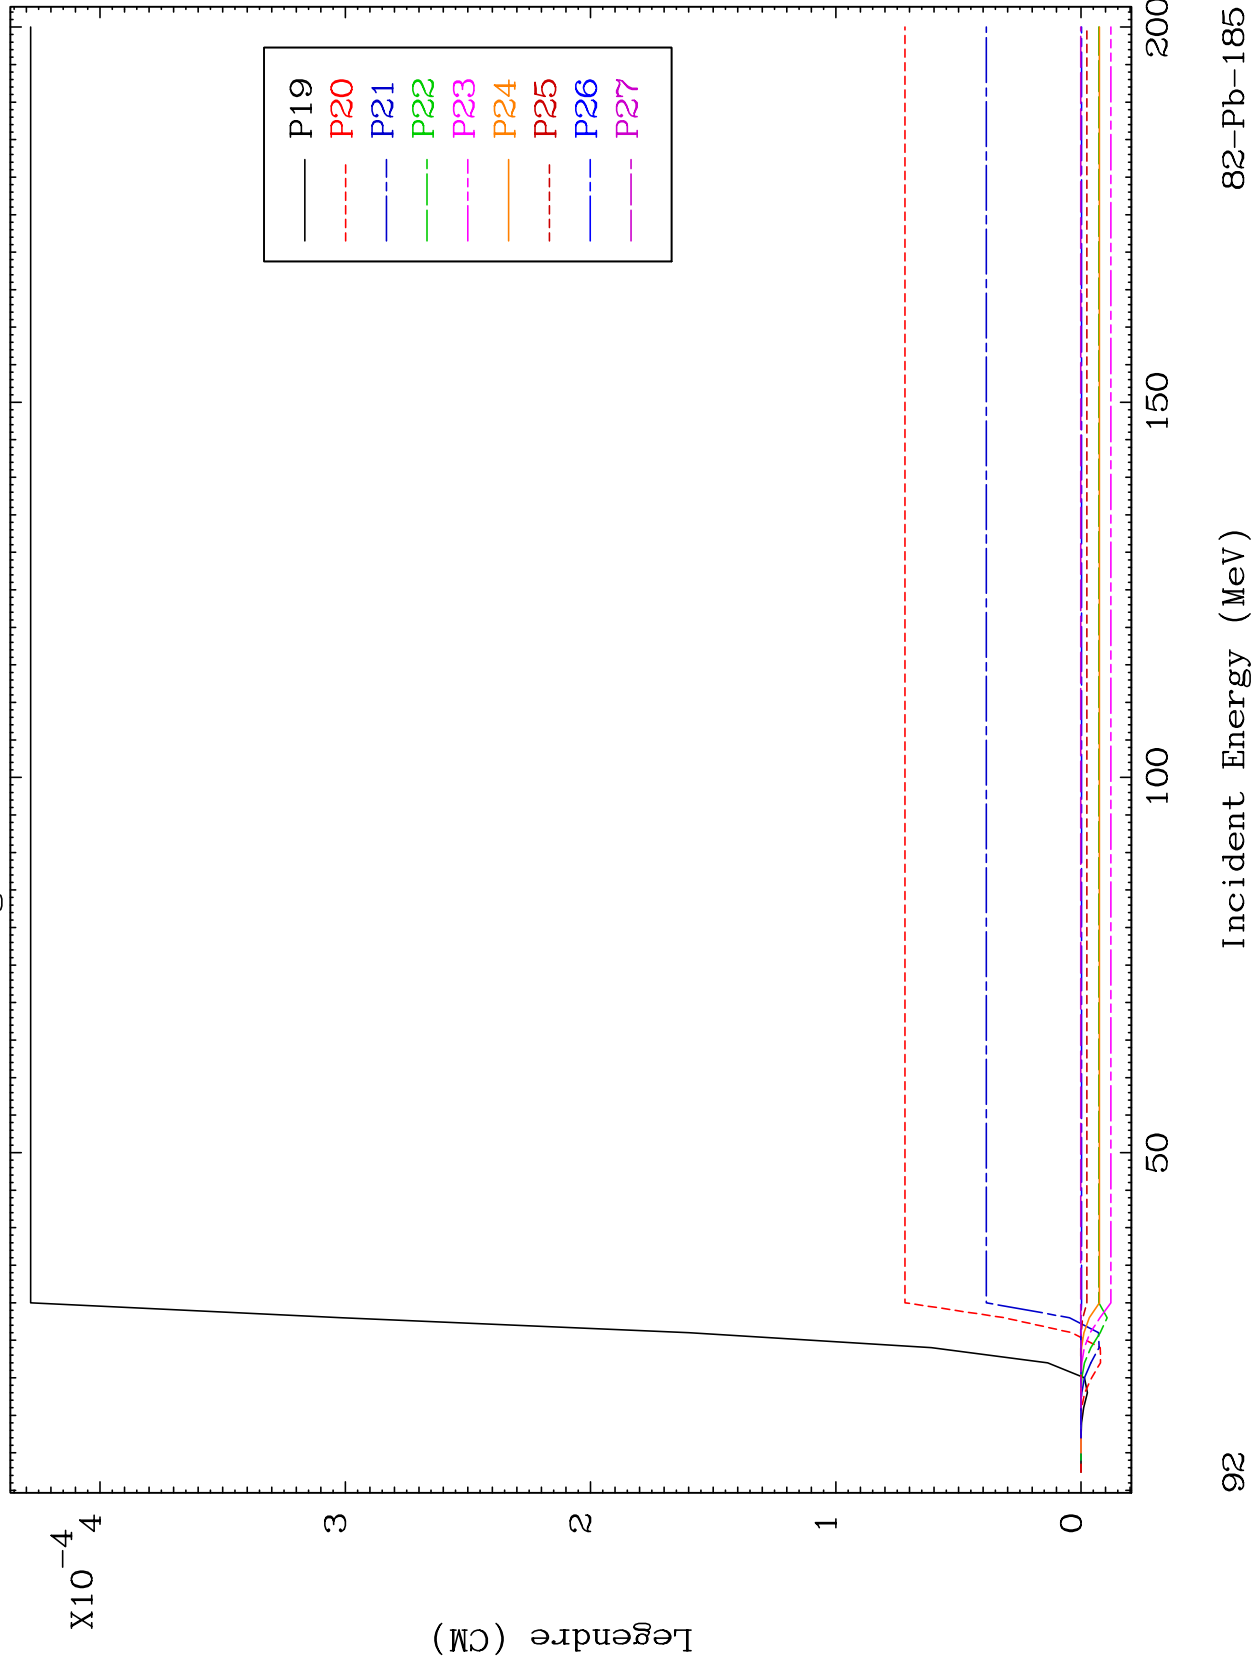 X10⁻⁴
4
3
2
1
0
Legendre (CM)
P19
P20
P21
P22
P23
P24
P25
P26
P27
50
100
150
200
Incident Energy (MeV)
92
82-Pb-185